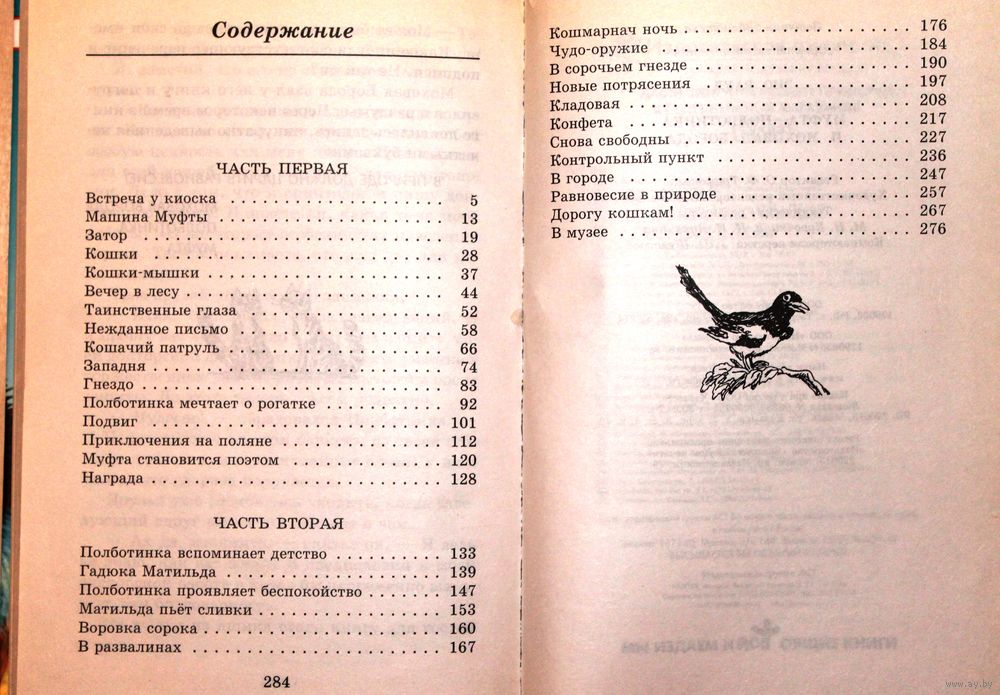 Содержание
ЧАСТЬ ПЕРВАЯ
Встреча у киоска . . . . . . . . . . . . . . . . . . . . 5
Машина Муфты . . . . . . . . . . . . . . . . . . . . 13
Затор . . . . . . . . . . . . . . . . . . . . 19
Кошки . . . . . . . . . . . . . . . . . . . . 28
Кошки-мышки . . . . . . . . . . . . . . . . . . . . 37
Вечер в лесу . . . . . . . . . . . . . . . . . . . . 44
Таинственные глаза . . . . . . . . . . . . . . . . . . . . 52
Нежданное письмо . . . . . . . . . . . . . . . . . . . . 58
Кошачий патруль . . . . . . . . . . . . . . . . . . . . 66
Западня . . . . . . . . . . . . . . . . . . . . 74
Гнездо . . . . . . . . . . . . . . . . . . . . 83
Полботинка мечтает о рогатке . . . . . . . . . . 92
Подвиг . . . . . . . . . . . . . . . . . . . . 101
Приключения на поляне . . . . . . . . . . . . . . 112
Муфта становится поэтом . . . . . . . . . . . . 120
Награда . . . . . . . . . . . . . . . . . . . . 128
ЧАСТЬ ВТОРАЯ
Полботинка вспоминает детство . . . . . . . . . 133
Гадюка Матильда . . . . . . . . . . . . . . . . . . 139
Полботинка проявляет беспокойство . . . . . . . 147
Матильда пьёт сливки . . . . . . . . . . . . . . . 153
Воровка сорока . . . . . . . . . . . . . . . . . . . . 160
В развалинах . . . . . . . . . . . . . . . . . . . . 167
284
Кошмарная ночь . . . . . . . . . . . . . . . . . . . . 176
Чудо-оружие . . . . . . . . . . . . . . . . . . . . 184
В сорочьем гнезде . . . . . . . . . . . . . . . . . . 190
Новые потрясения . . . . . . . . . . . . . . . . . . 197
Кладовая . . . . . . . . . . . . . . . . . . . . 208
Конфета . . . . . . . . . . . . . . . . . . . . 217
Снова свободны . . . . . . . . . . . . . . . . . . . . 227
Контрольный пункт . . . . . . . . . . . . . . . . . 236
В городе . . . . . . . . . . . . . . . . . . . . 247
Равновесие в природе . . . . . . . . . . . . . . . 257
Дорогу кошкам! . . . . . . . . . . . . . . . . . . . . 267
В музее . . . . . . . . . . . . . . . . . . . . 276
www.ay.by